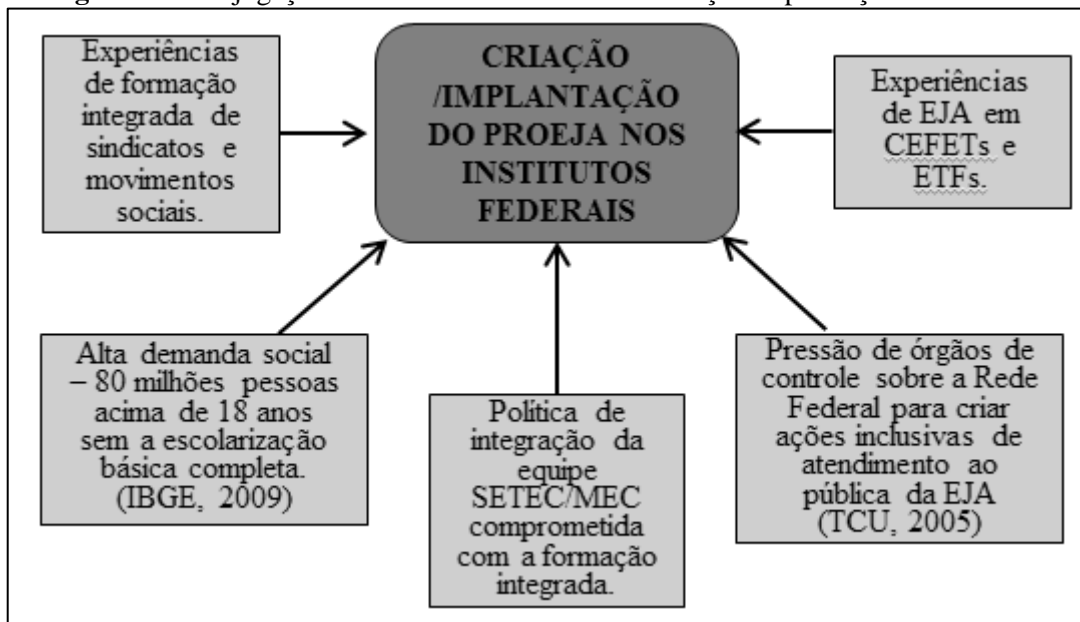 Experiências
de formação
integrada de
sindicatos e
movimentos
sociais.
CRIAÇÃO
/IMPLANTAÇÃO
DO PROEJA NOS
INSTITUTOS
FEDERAIS
Experiências
de EJA em
CEFETs e
ETFs.
Alta demanda social
– 80 milhões pessoas
acima de 18 anos
sem a escolarização
básica completa.
(IBGE, 2009)
Política de
integração da
equipe
SETEC/MEC
comprometida
com a formação
integrada.
Pressão de órgãos de
controle sobre a Rede
Federal para criar
ações inclusivas de
atendimento ao
pública da EJA
(TCU, 2005)